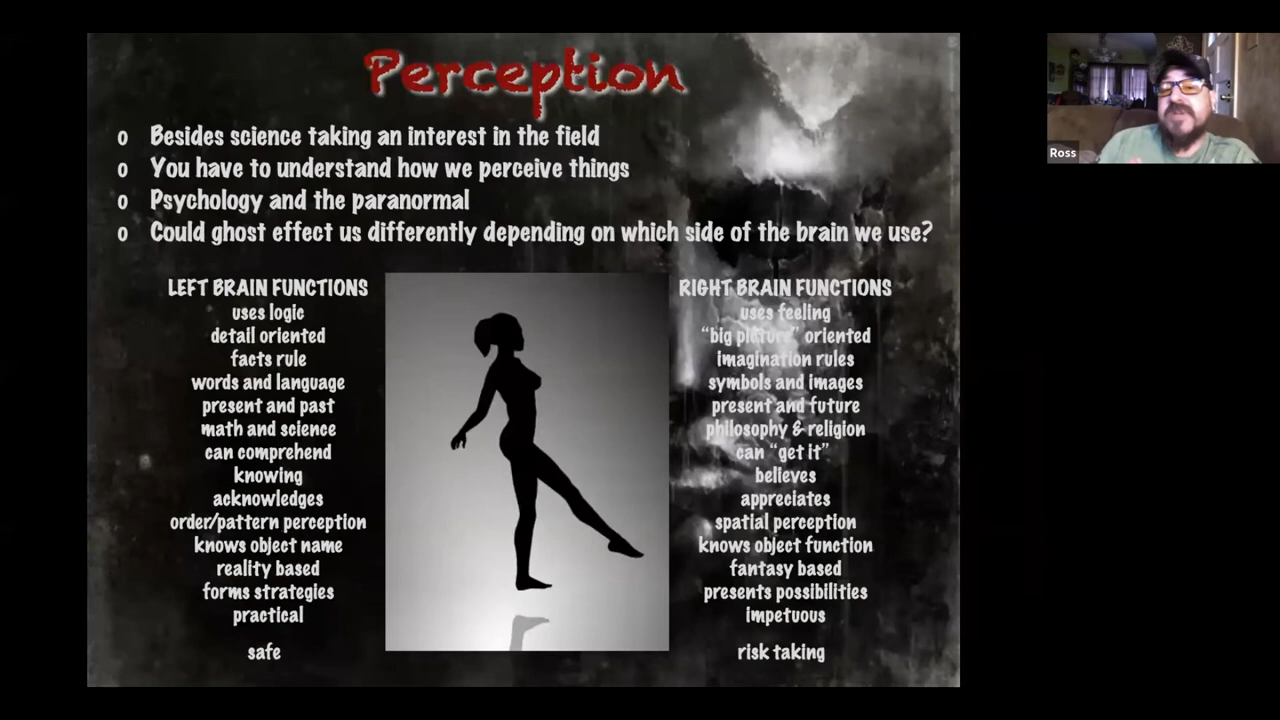 Perception
o Besides science taking an interest in the field
o You have to understand how we perceive things
o Psychology and the paranormal
o Could ghost effect us differently depending on which side of the brain we use?
LEFT BRAIN FUNCTIONS
uses logic
detail oriented
facts rule
words and language
present and past
math and science
can comprehend
knowing
acknowledges
order/pattern perception
knows object name
reality based
forms strategies
practical
safe
RIGHT BRAIN FUNCTIONS
uses feeling
“big picture” oriented
imagination rules
symbols and images
present and future
philosophy & religion
can “get it”
believes
appreciates
spatial perception
knows object function
fantasy based
presents possibilities
impetuous
risk taking
Ross